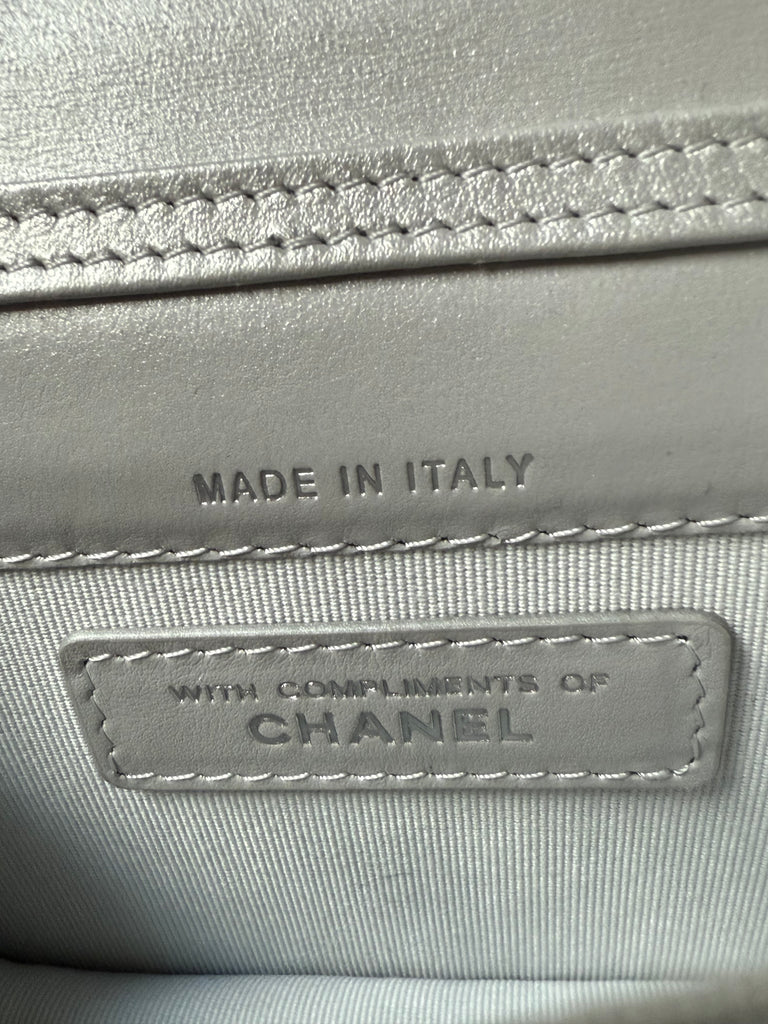 MADE IN ITALY
WITH COMPLIMENTS OF
CHANEL